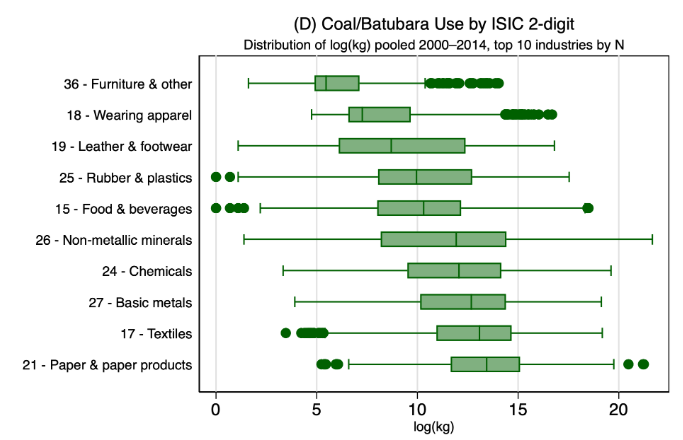 (D) Coal/Batubara Use by ISIC 2-digit
Distribution of log(kg) pooled 2000–2014, top 10 industries by N
36 - Furniture & other
18 - Wearing apparel
19 - Leather & footwear
25 - Rubber & plastics
15 - Food & beverages
26 - Non-metallic minerals
24 - Chemicals
27 - Basic metals
17 - Textiles
21 - Paper & paper products
0 5 10 15 20
log(kg)